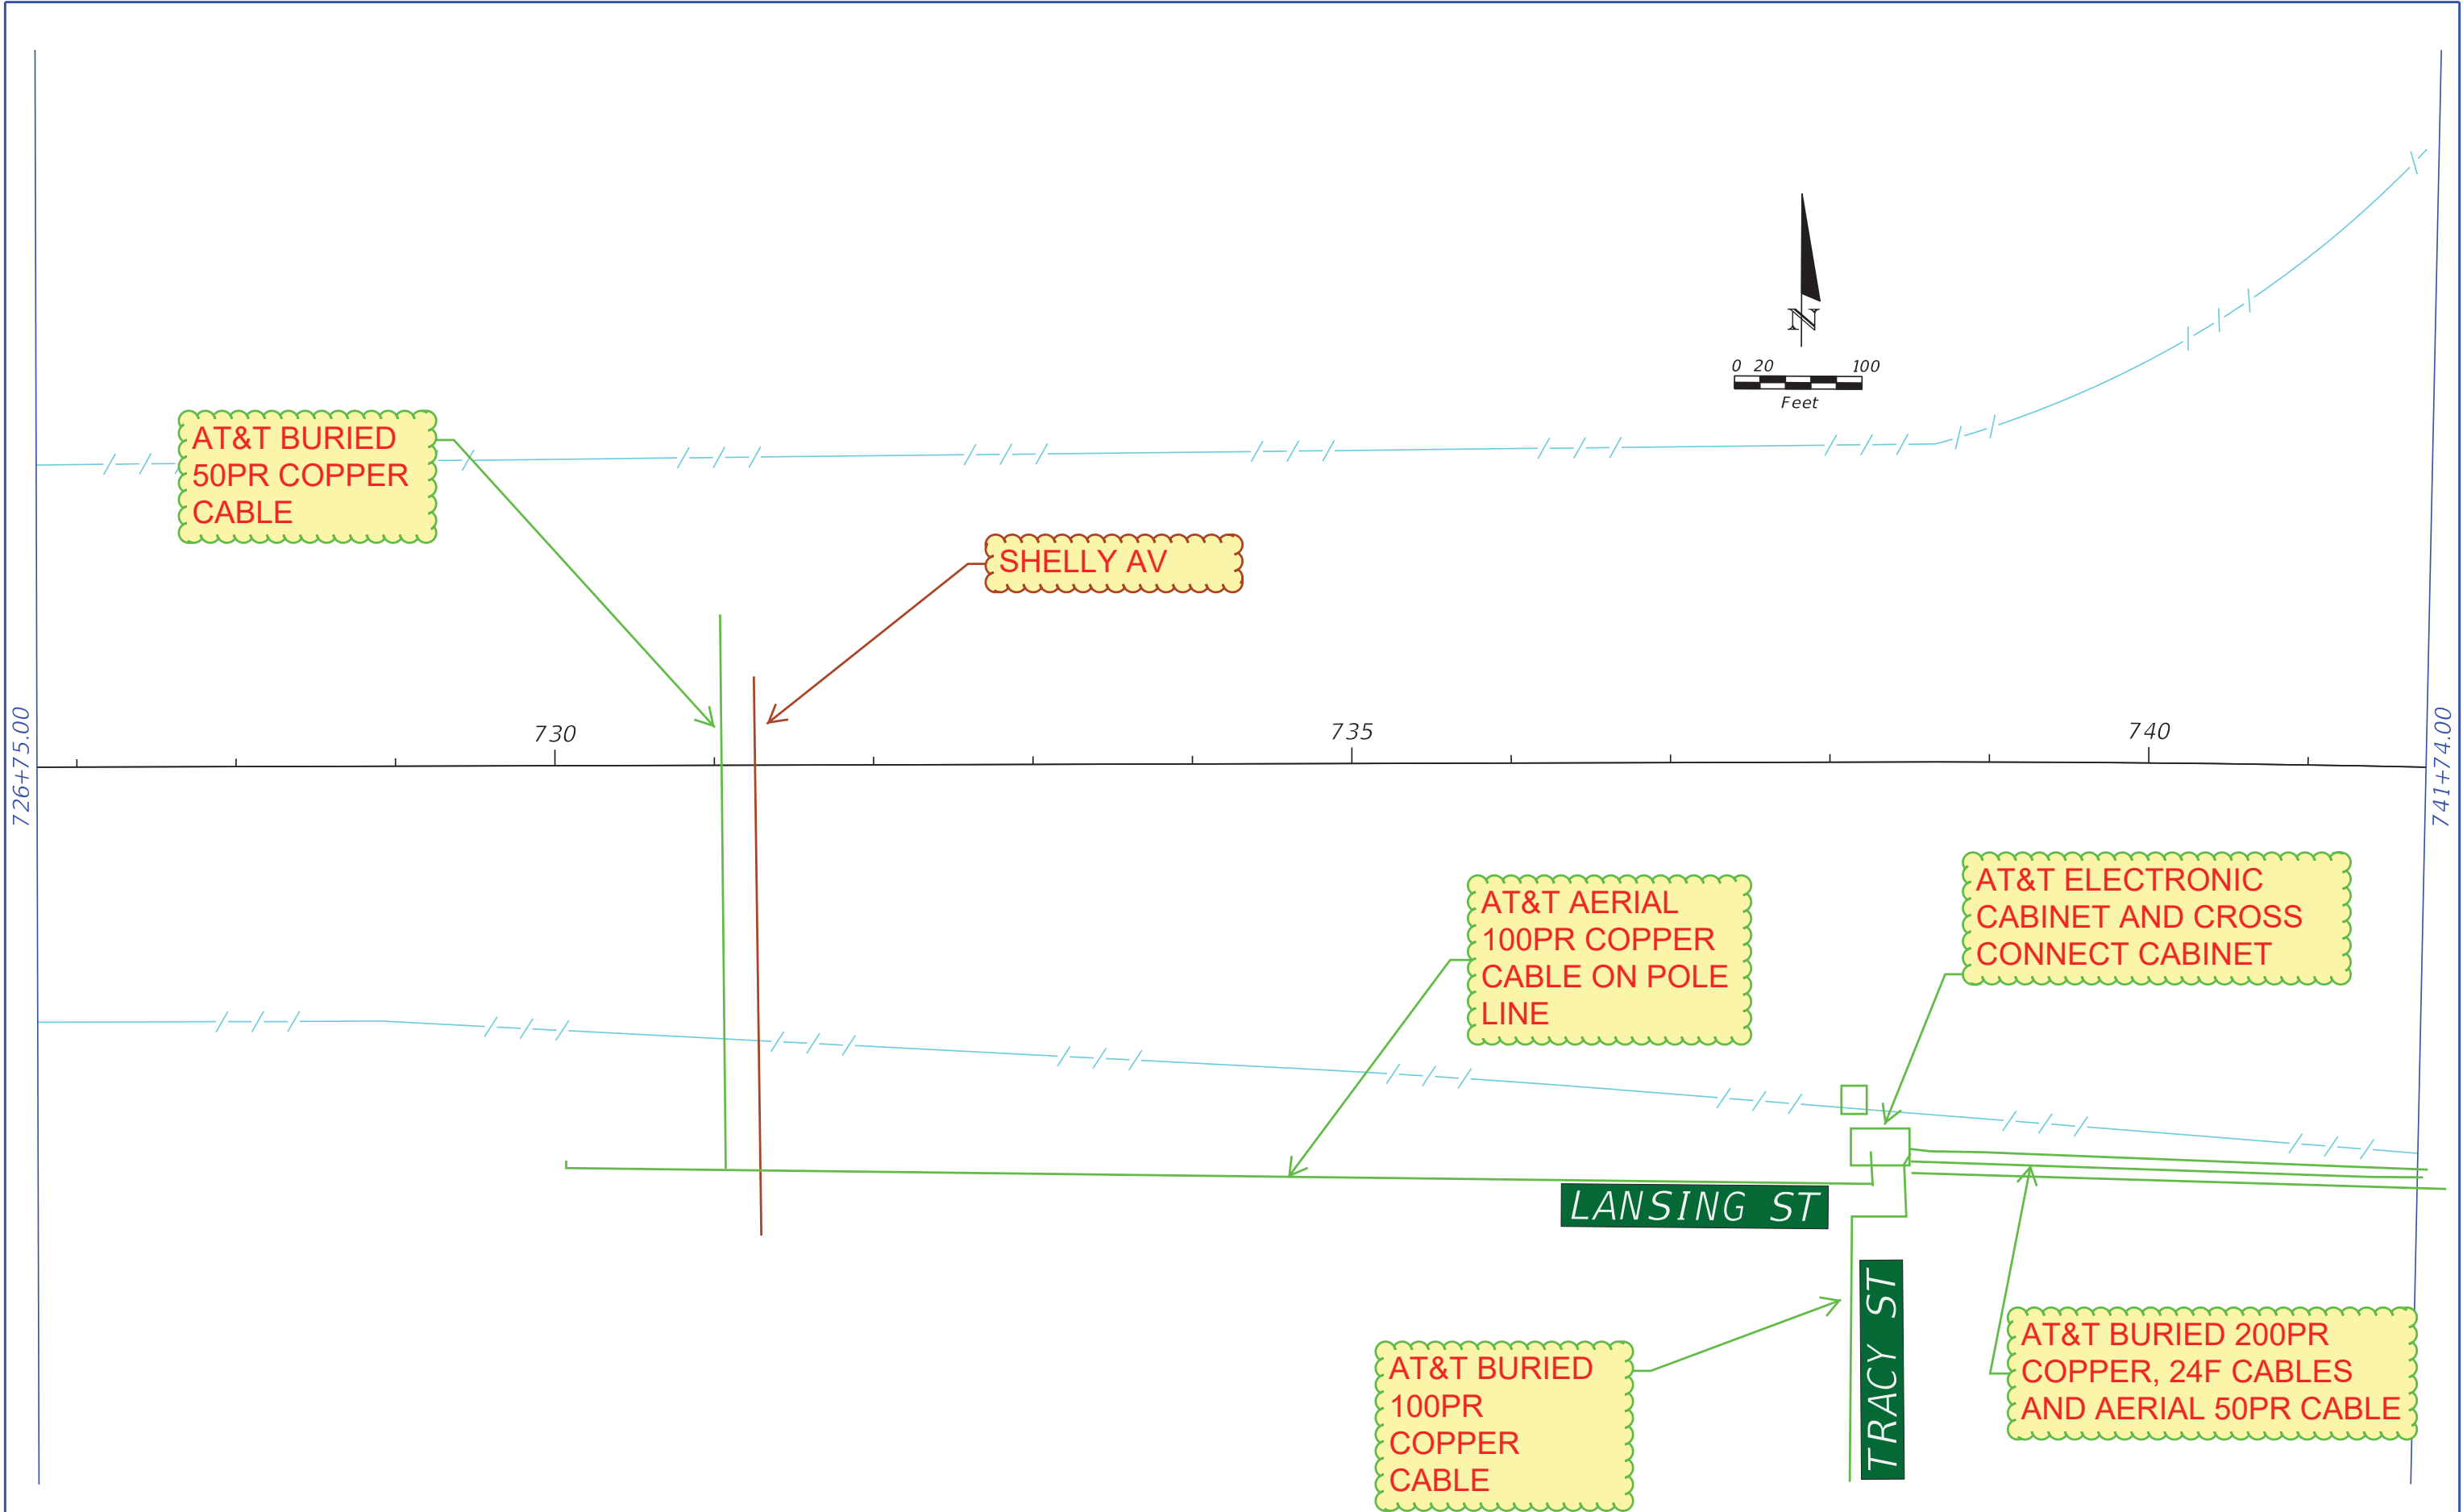 N
0 20 100
Feet
AT&T BURIED
50PR COPPER
CABLE
SHELLY AV
726+75.00
730
735
740
741+74.00
AT&T AERIAL
100PR COPPER
CABLE ON POLE
LINE
AT&T ELECTRONIC
CABINET AND CROSS
CONNECT CABINET
LANSING ST
TRACY ST
AT&T BURIED
100PR
COPPER
CABLE
AT&T BURIED 200PR
COPPER, 24F CABLES
AND AERIAL 50PR CABLE